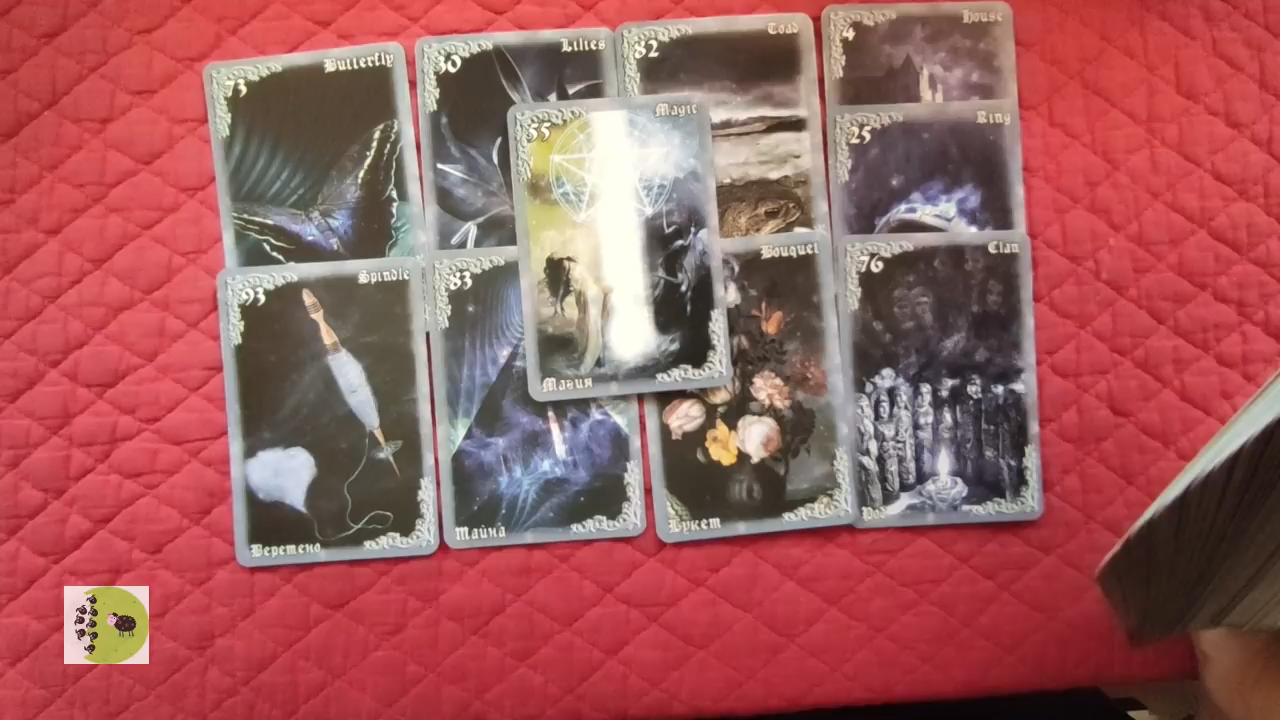 73 Butterfly
30 Lilies
82 Toad
4 House
55 Magic
Магия
25 Ring
93 Spindle
Веретено
83
Тайна
Bouquet
Букет
76 Clan